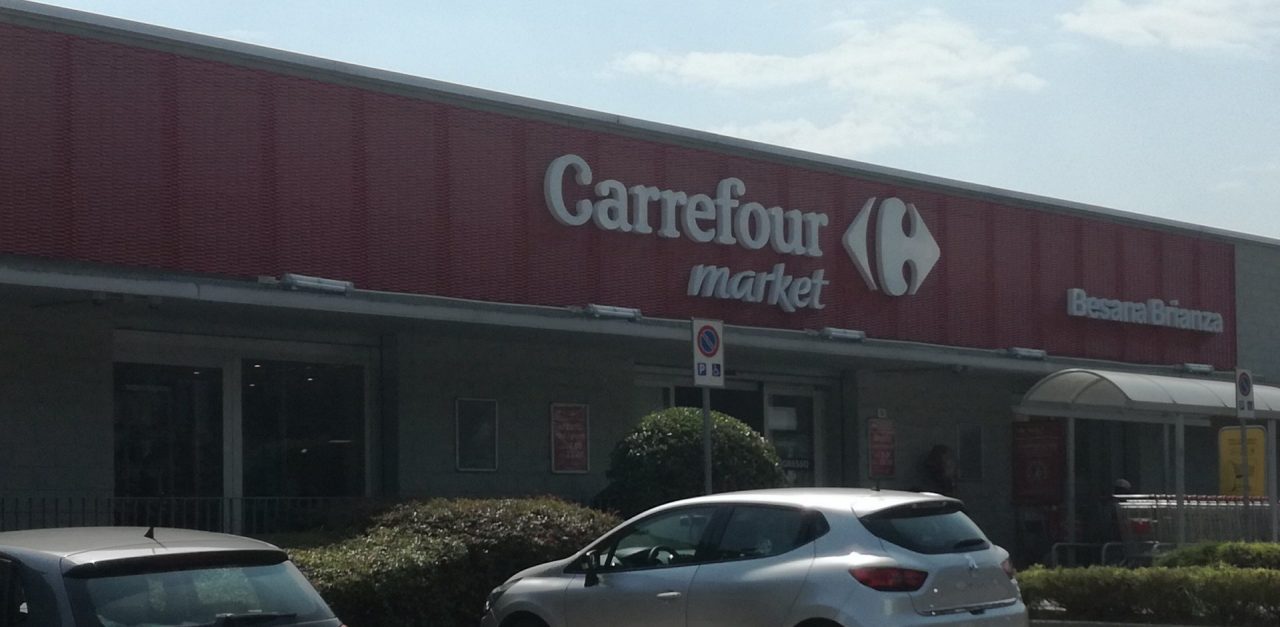 Carrefour
market
Besana Brianza
P